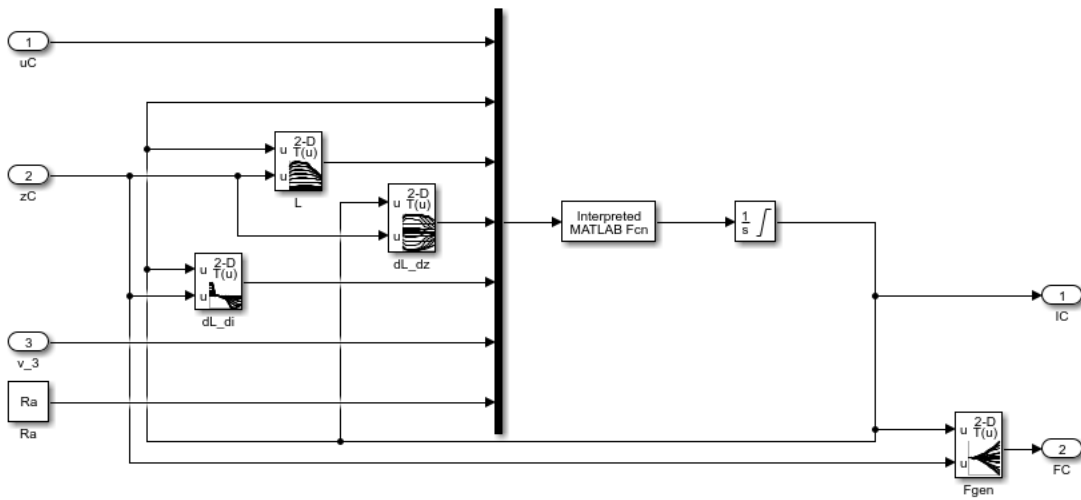 1
uC
2-D
T(u)
u
u
L
2
zC
2-D
T(u)
u
u
dL_dz
Interpreted
MATLAB Fcn
1
s
2-D
T(u)
u
u
dL_di
1
IC
3
v_3
Ra
Ra
2-D
T(u)
u
u
Fgen
2
FC